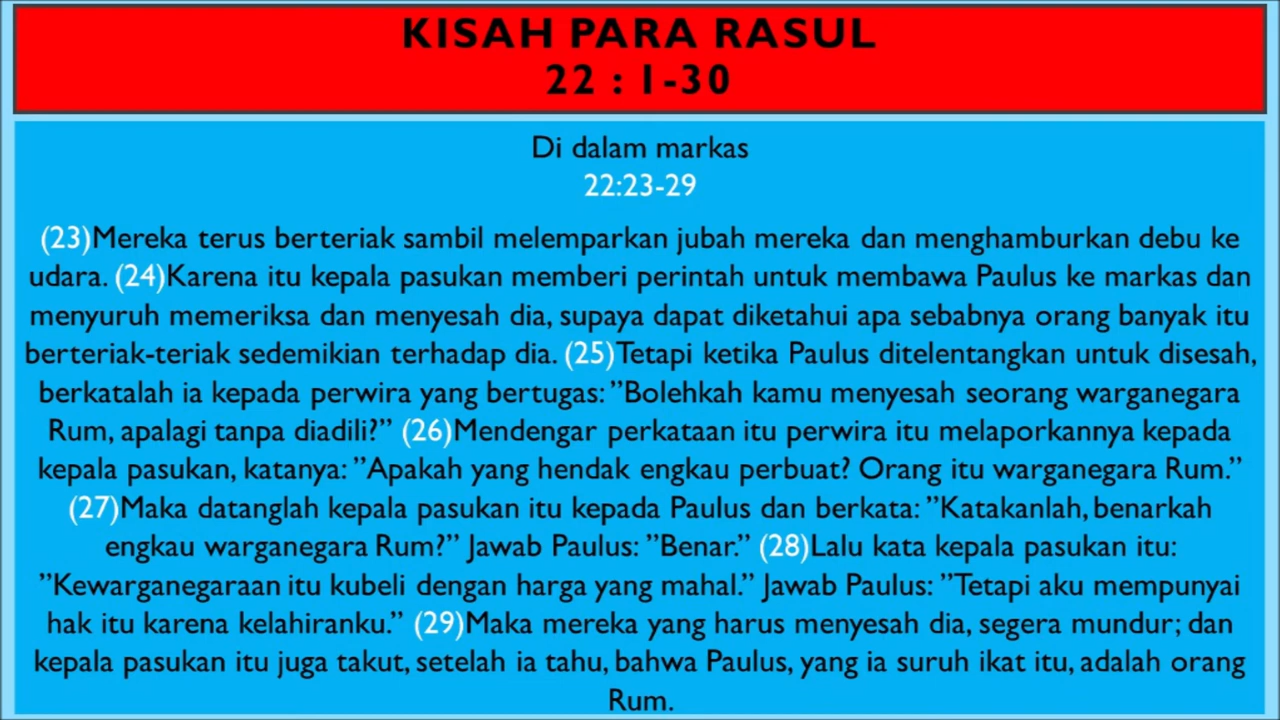 KISAH PARA RASUL
22 : 1-30
Di dalam markas
22:23-29
(23)Mereka terus berteriak sambil melemparkan jubah mereka dan menghamburkan debu ke
udara. (24)Karena itu kepala pasukan memberi perintah untuk membawa Paulus ke markas dan
menyuruh memeriksa dan menyesah dia, supaya dapat diketahui apa sebabnya orang banyak itu
berteriak-teriak sedemikian terhadap dia. (25)Tetapi ketika Paulus ditelentangkan untuk disesah,
berkatalah ia kepada perwira yang bertugas: ”Bolehkah kamu menyesah seorang warganegara
Rum, apalagi tanpa diadili?” (26)Mendengar perkataan itu perwira itu melaporkannya kepada
kepala pasukan, katanya: ”Apakah yang hendak engkau perbuat? Orang itu warganegara Rum.”
(27)Maka datanglah kepala pasukan itu kepada Paulus dan berkata: ”Katakanlah, benarkah
engkau warganegara Rum?” Jawab Paulus: ”Benar.” (28)Lalu kata kepala pasukan itu:
”Kewarganegaraan itu kubeli dengan harga yang mahal.” Jawab Paulus: ”Tetapi aku mempunyai
hak itu karena kelahiranku.” (29)Maka mereka yang harus menyesah dia, segera mundur; dan
kepala pasukan itu juga takut, setelah ia tahu, bahwa Paulus, yang ia suruh ikat itu, adalah orang
Rum.